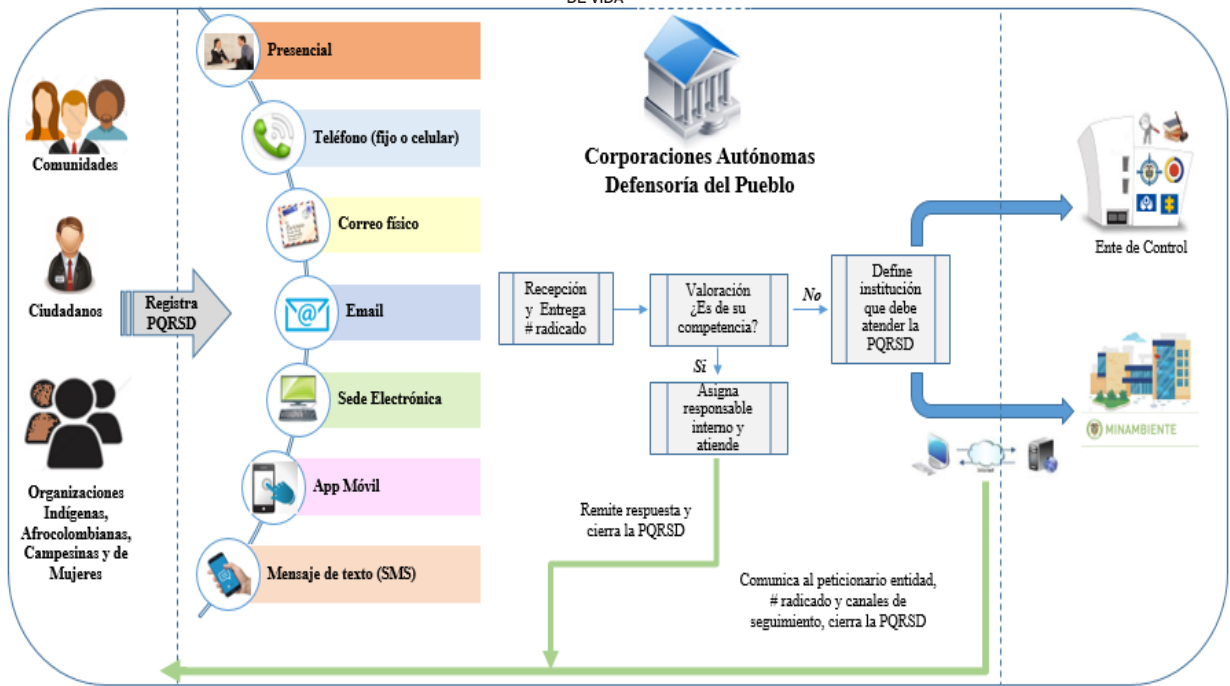 DE VIDA
Comunidades
Ciudadanos
Organizaciones
Indígenas,
Afrocolombianas,
Campesinas y de
Mujeres
Registra
PQRSD
Presencial
Teléfono (fijo o celular)
Correo físico
Email
Sede Electrónica
App Móvil
Mensaje de texto (SMS)
Corporaciones Autónomas
Defensoría del Pueblo
Recepción
y Entrega
# radicado
Valoración
¿Es de su
competencia?
No
Si
Define
institución
que debe
atender la
PQRSD
Asigna
responsable
interno y
atiende
Remite respuesta y
cierra la PQRSD
Comunica al peticionario entidad,
# radicado y canales de
seguimiento, cierra la PQRSD
Ente de Control
MINAMBIENTE
Internet